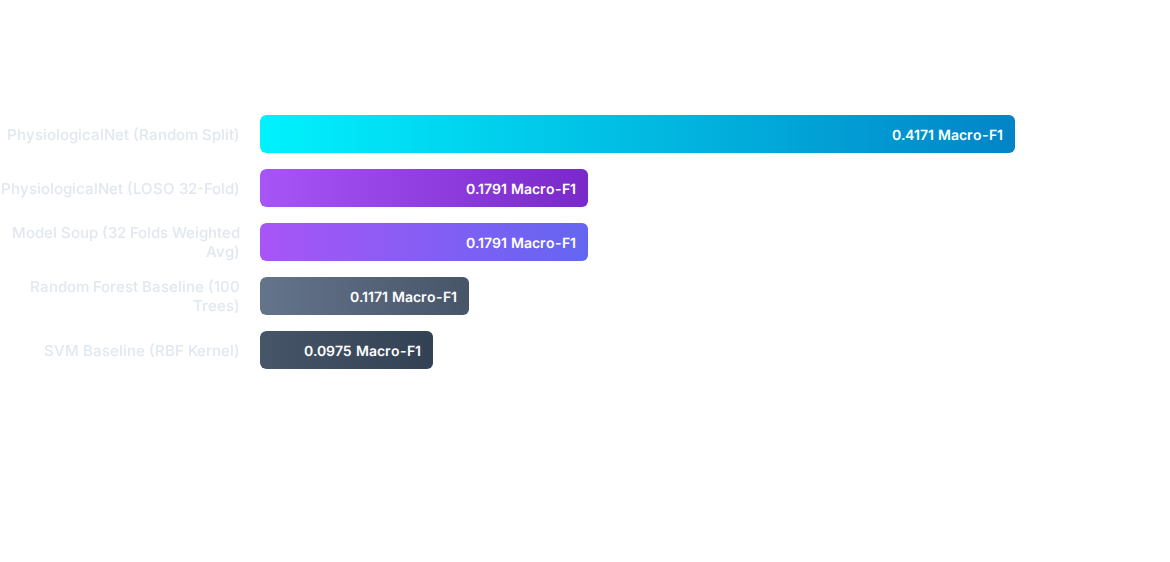 PhysiologicalNet (Random Split)
0.4171 Macro-F1
PhysiologicalNet (LOSO 32-Fold)
0.1791 Macro-F1
Model Soup (32 Folds Weighted
Avg)
0.1791 Macro-F1
Random Forest Baseline (100
Trees)
0.1171 Macro-F1
SVM Baseline (RBF Kernel)
0.0975 Macro-F1